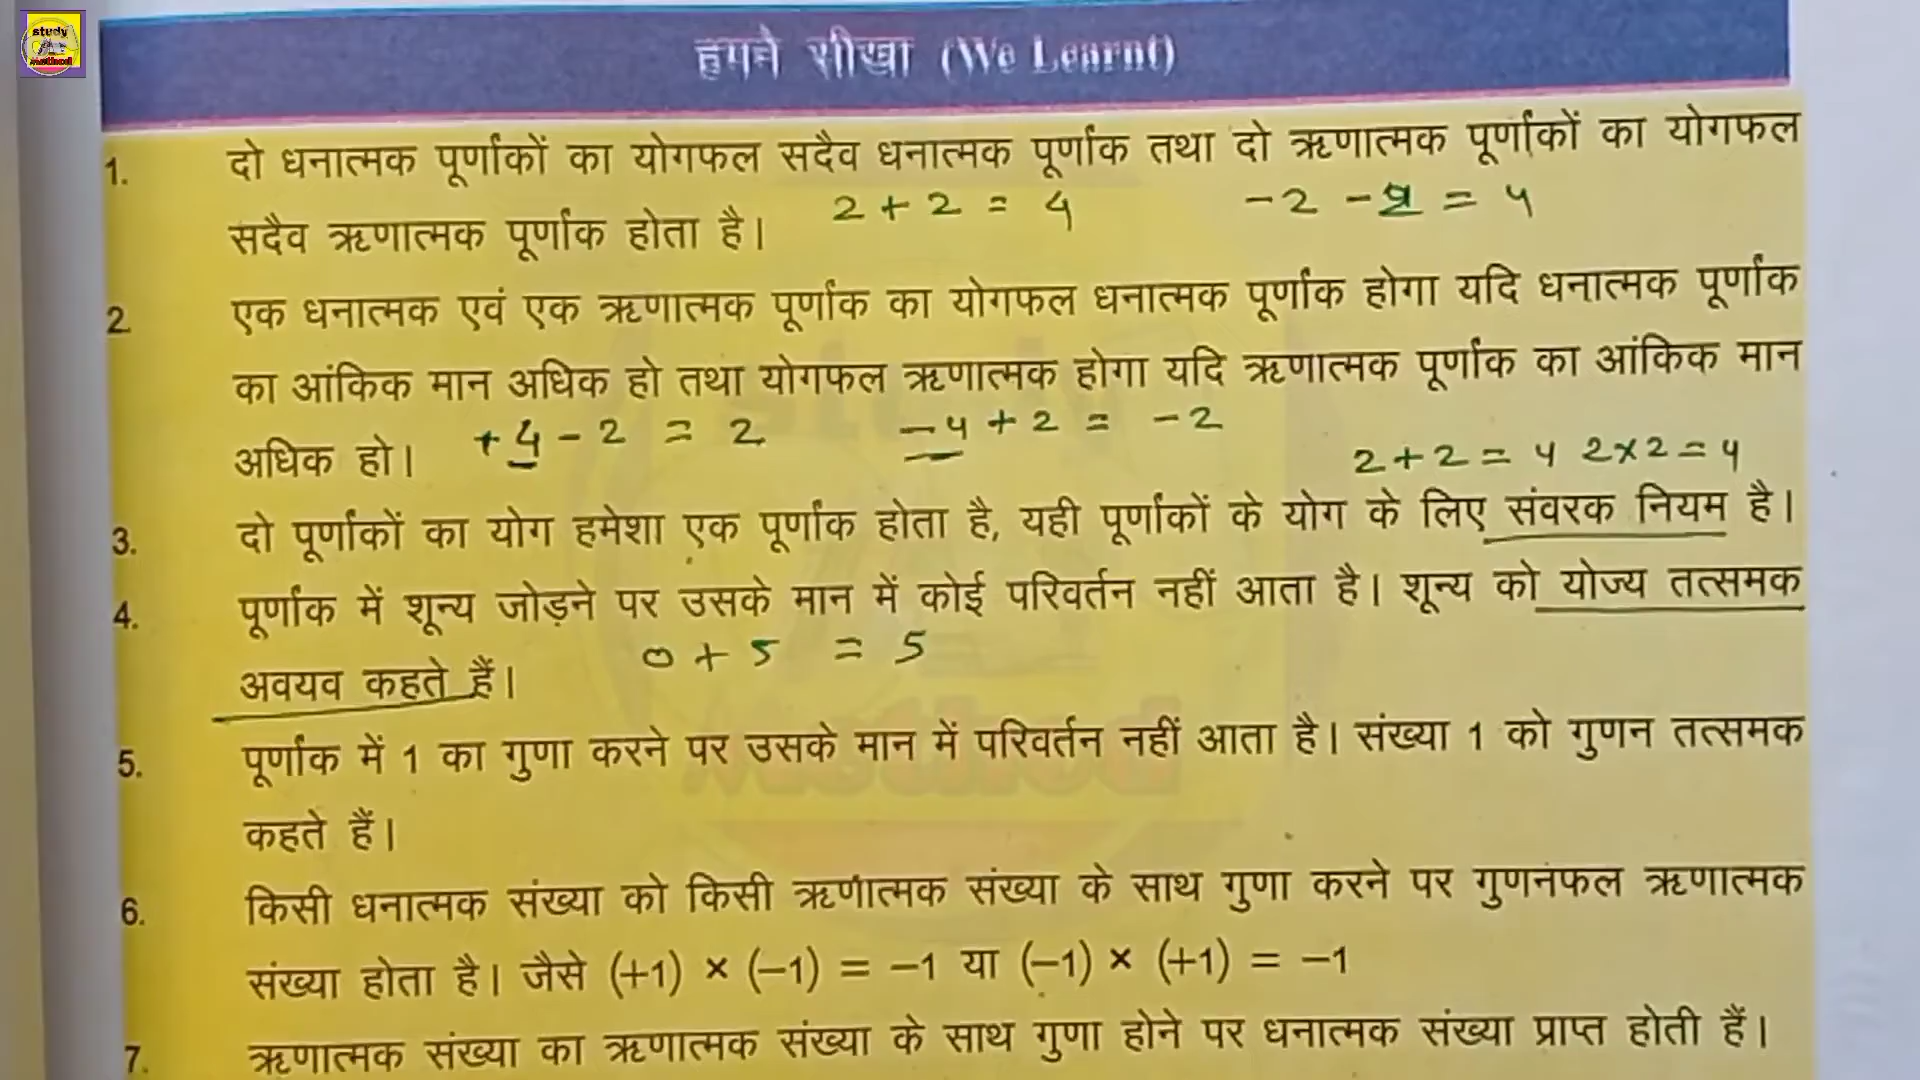 study
Method
हमने सीखा (We Learnt)
1. दो धनात्मक पूर्णांकों का योगफल सदैव धनात्मक पूर्णांक तथा दो ऋणात्मक पूर्णांकों का योगफल
2 + 2 = 4 -2 -2 = 4
सदैव ऋणात्मक पूर्णांक होता है।
2 एक धनात्मक एवं एक ऋणात्मक पूर्णांक का योगफल धनात्मक पूर्णांक होगा यदि धनात्मक पूर्णांक
का आंकिक मान अधिक हो तथा योगफल ऋणात्मक होगा यदि ऋणात्मक पूर्णांक का आंकिक मान
अधिक हो। +4 - 2 = 2 -4 + 2 = -2
2+2=4 2×2=4
3. दो पूर्णांकों का योग हमेशा एक पूर्णांक होता है, यही पूर्णांकों के योग के लिए संवरक नियम है।
4. पूर्णांक में शून्य जोड़ने पर उसके मान में कोई परिवर्तन नहीं आता है। शून्य को योज्य तत्समक
0 + 5 = 5
अवयव कहते हैं।
5. पूर्णांक में 1 का गुणा करने पर उसके मान में परिवर्तन नहीं आता है। संख्या 1 को गुणन तत्समक
कहते हैं।
6. किसी धनात्मक संख्या को किसी ऋणात्मक संख्या के साथ गुणा करने पर गुणनफल ऋणात्मक
संख्या होता है। जैसे (+1) × (−1) = −1 या (−1) × (+1) = −1
7. ऋणात्मक संख्या का ऋणात्मक संख्या के साथ गुणा होने पर धनात्मक संख्या प्राप्त होती हैं।